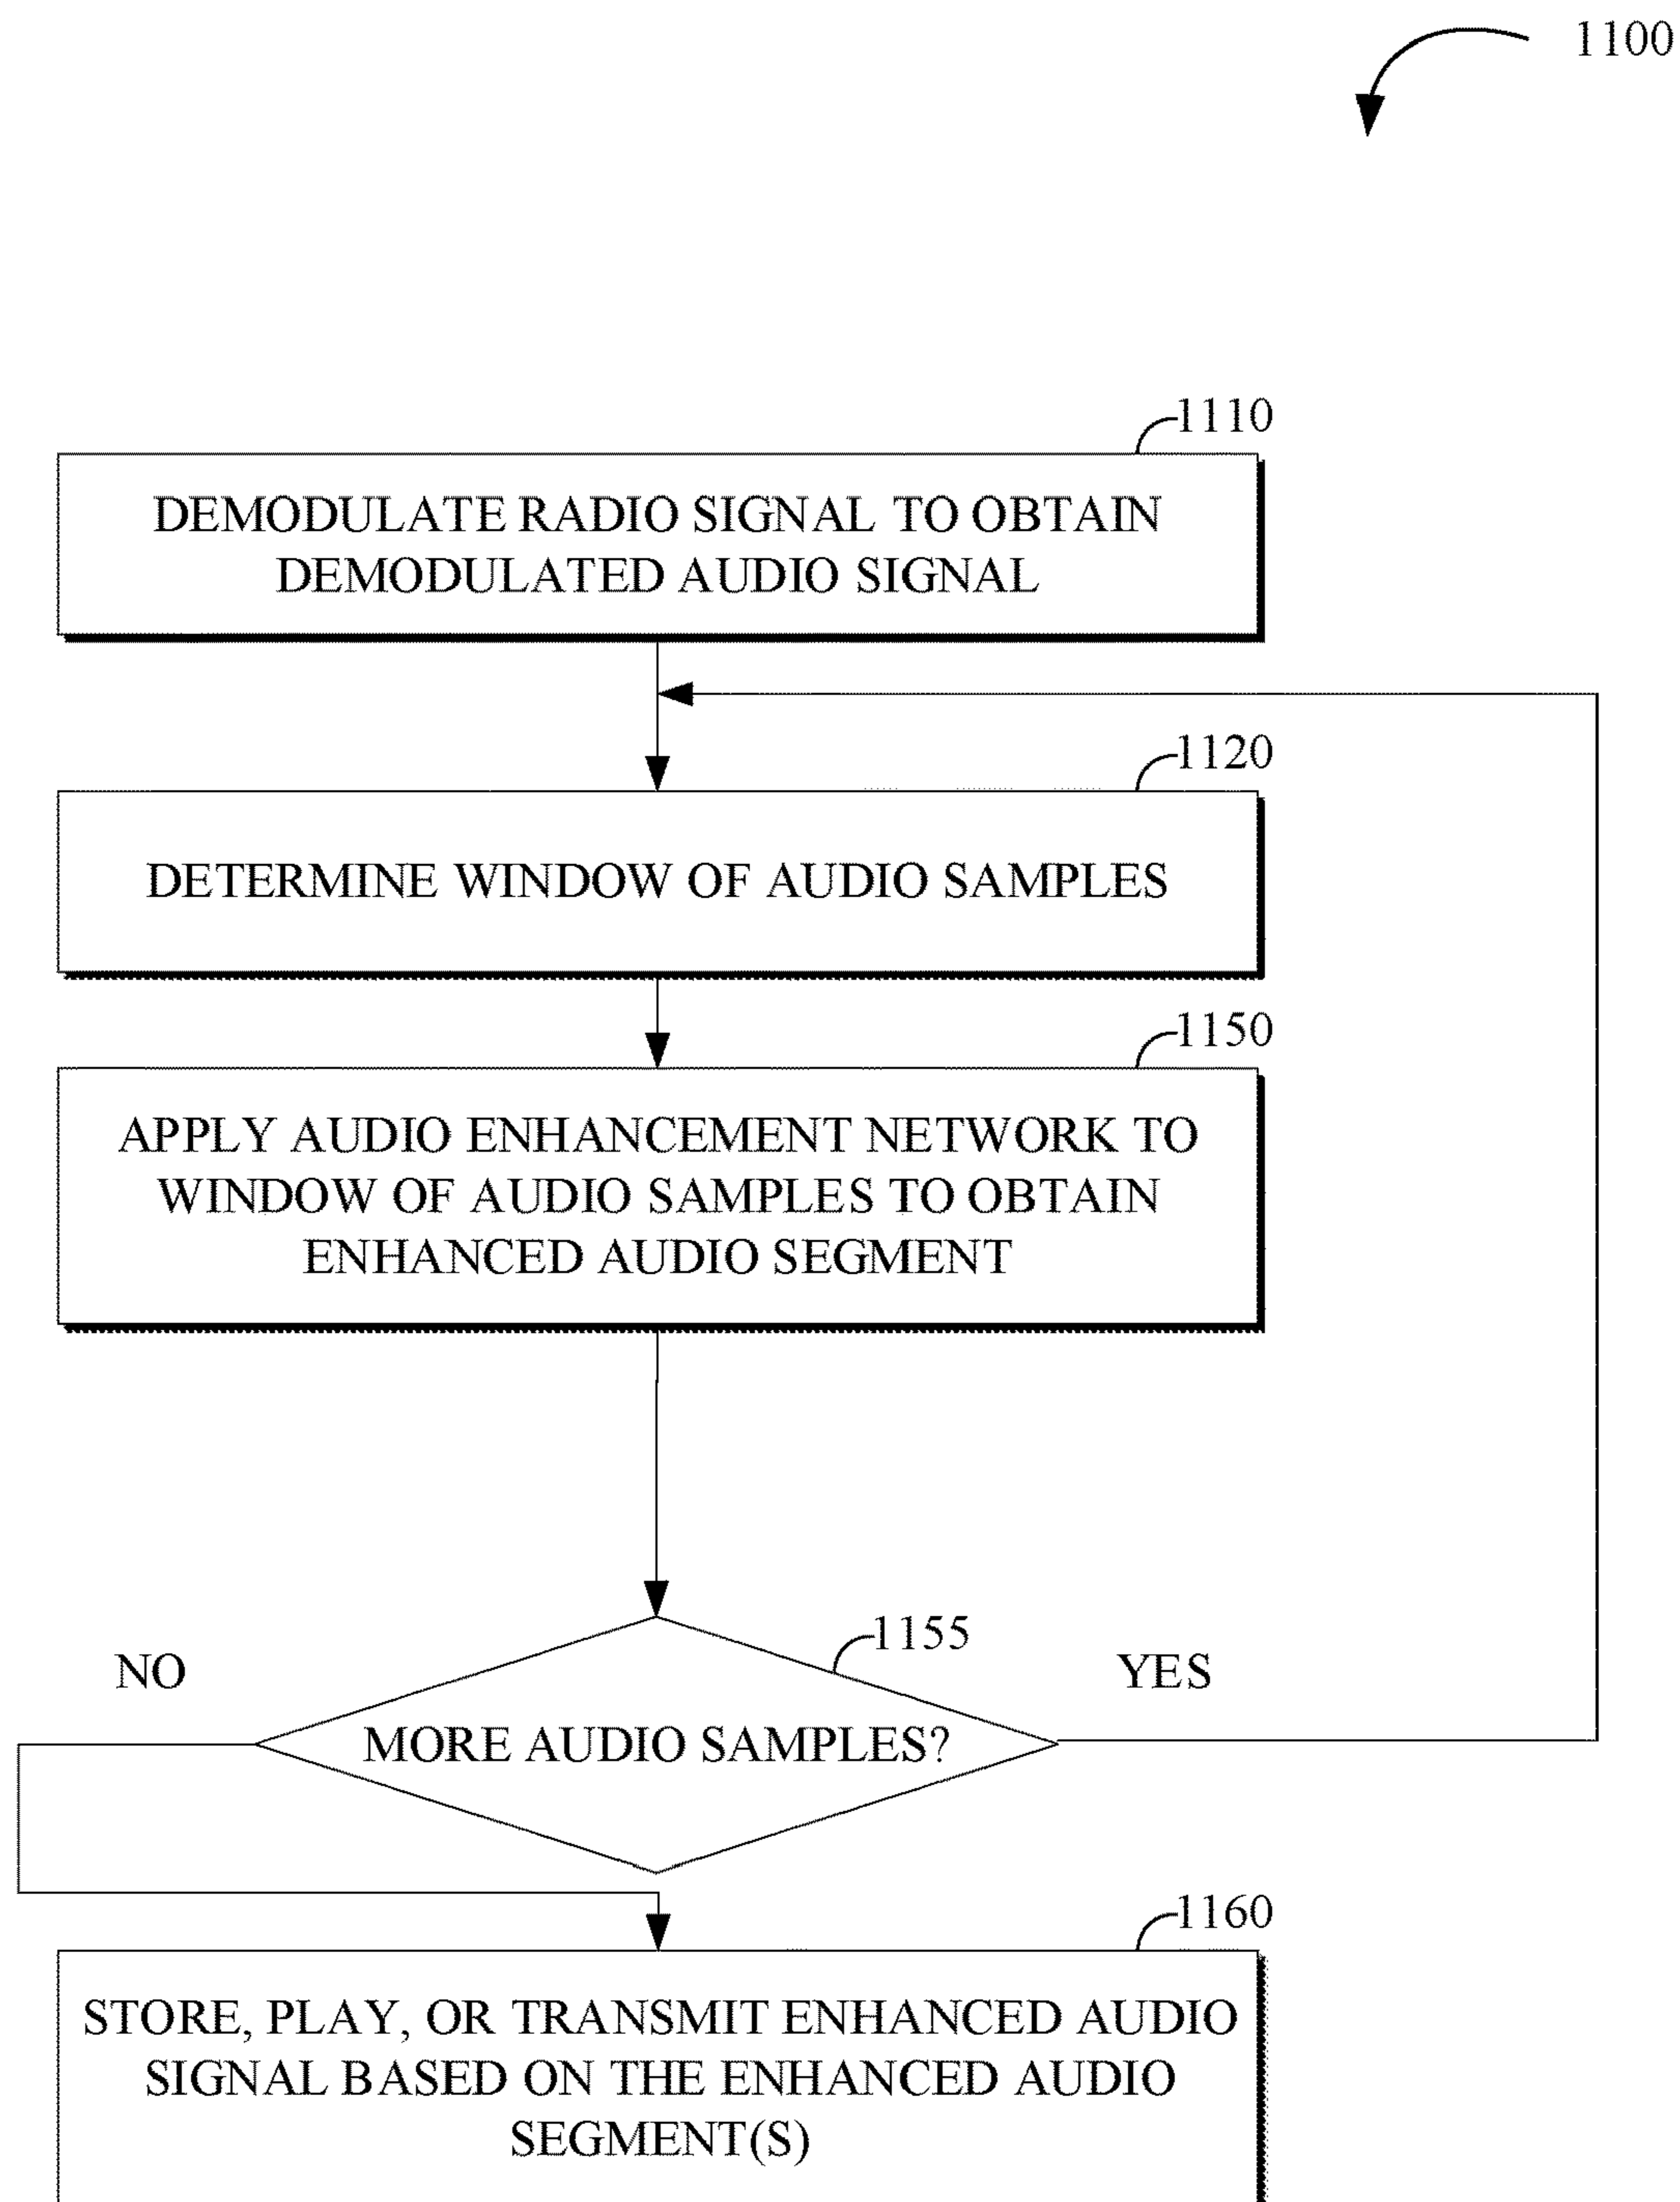 1100
1110
DEMODULATE RADIO SIGNAL TO OBTAIN
DEMODULATED AUDIO SIGNAL
1120
DETERMINE WINDOW OF AUDIO SAMPLES
1150
APPLY AUDIO ENHANCEMENT NETWORK TO
WINDOW OF AUDIO SAMPLES TO OBTAIN
ENHANCED AUDIO SEGMENT
1155
NO
YES
MORE AUDIO SAMPLES?
1160
STORE, PLAY, OR TRANSMIT ENHANCED AUDIO
SIGNAL BASED ON THE ENHANCED AUDIO
SEGMENT(S)